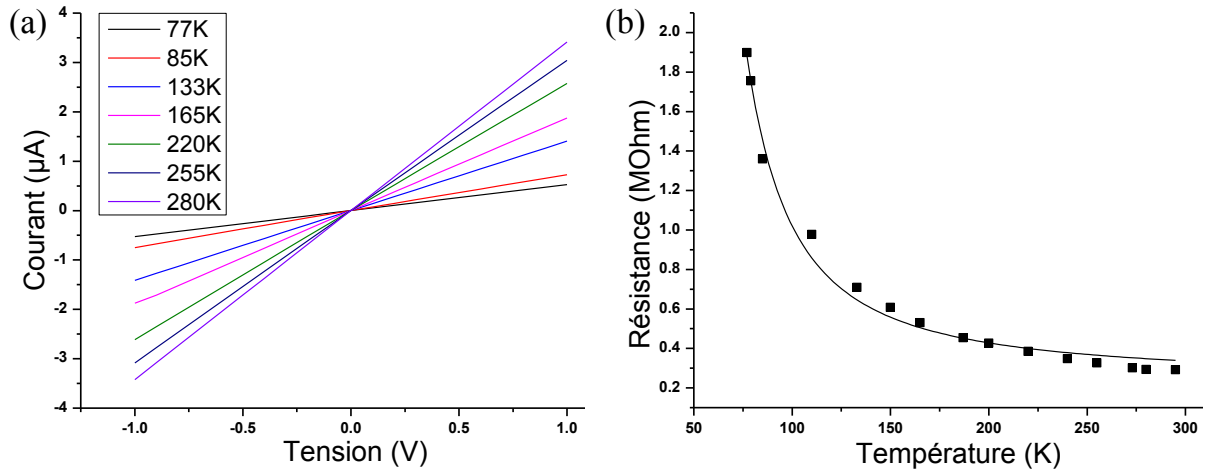 (a)
Courant (µA)
4
3
2
1
0
-1
-2
-3
-4
77K
85K
133K
165K
220K
255K
280K
-1.0
-0.5
0.0
0.5
1.0
Tension (V)
(b)
Résistance (MOhm)
2.0
1.8
1.6
1.4
1.2
1.0
0.8
0.6
0.4
0.2
50
100
150
200
250
300
Température (K)